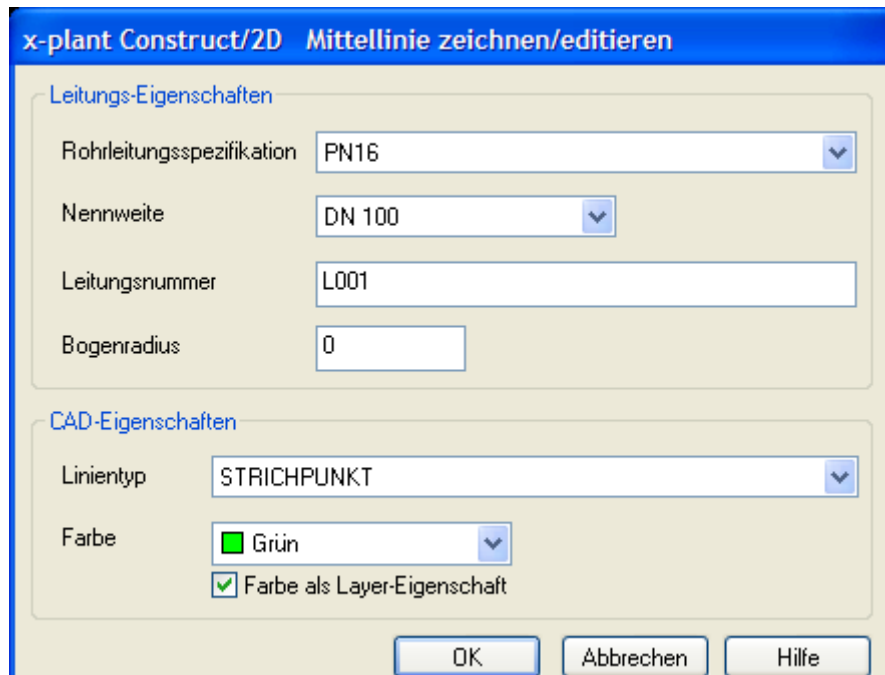 x-plant Construct/2D Mittellinie zeichnen/editieren
Leitungs-Eigenschaften
Rohrleitungsspezifikation PN16
Nennweite DN 100
Leitungsnummer L001
Bogenradius 0
CAD-Eigenschaften
Linientyp STRICHPUNKT
Farbe Grün
Farbe als Layer-Eigenschaft
OK Abbrechen Hilfe